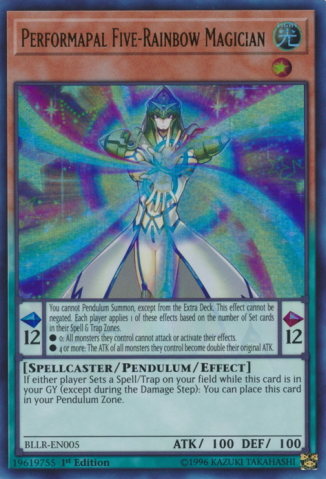 PERFORMAPAL FIVE-RAINBOW MAGICIAN
You cannot Pendulum Summon, except from the Extra Deck. This effect cannot be
negated. Each player applies 1 of these effects based on the number of Set cards
in their Spell & Trap Zones.
● 0: All monsters they control cannot attack or activate their effects.
● 4 or more: The ATK of all monsters they control become double their original ATK.
12
12
[SPELLCASTER/PENDULUM/EFFECT]
If either player Sets a Spell/Trap on your field while this card is in
your GY (except during the Damage Step): You can place this
card in your Pendulum Zone.
BLLR-EN005
ATK/ 100 DEF/ 100
19619755
1st Edition
©1996 KAZUKI TAKAHASHI